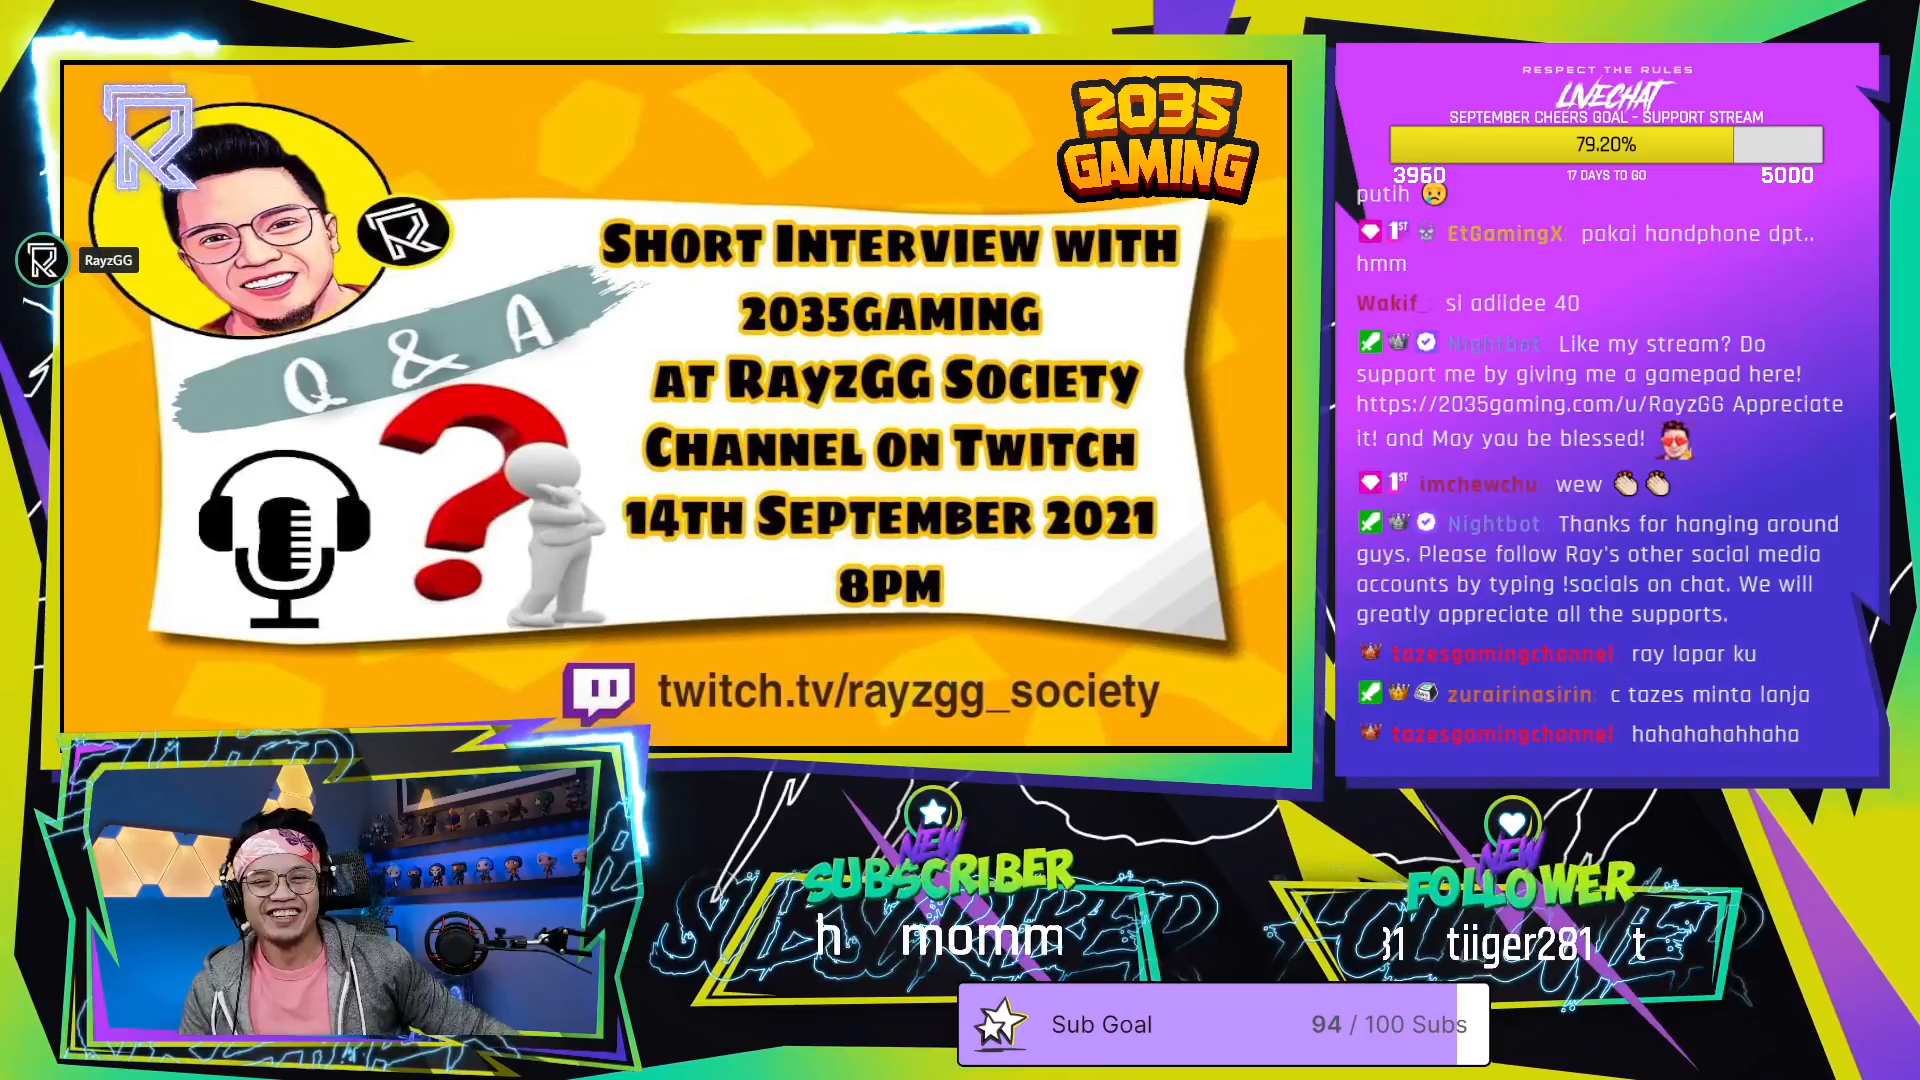 2035
GAMING
RayzGG
Q & A
Short Interview with
2035gaming
at RayzGG Society
Channel on Twitch
14th September 2021
8pm
twitch.tv/rayzgg_society
RESPECT THE RULES
LIVECHAT
SEPTEMBER CHEERS GOAL - SUPPORT STREAM
79.20%
3960 17 DAYS TO GO 5000
putih
EtGamingX: pakai handphone dpt..
hmm
Wakif_: si adiidee 40
Nightbot: Like my stream? Do
support me by giving me a gamepad here!
https://2035gaming.com/u/RayzGG Appreciate
it! and May you be blessed!
1ST imchewchu: wew
Nightbot: Thanks for hanging around
guys. Please follow Ray's other social media
accounts by typing !socials on chat. We will
greatly appreciate all the supports.
tazesgamingchannel: ray lapar ku
zurairinasirin: c tazes minta lanja
tazesgamingchannel: hahahahahhaha
NEW
SUBSCRIBER
h momm
NEW
FOLLOWER
31 tiiger281 t
Sub Goal 94 / 100 Subs